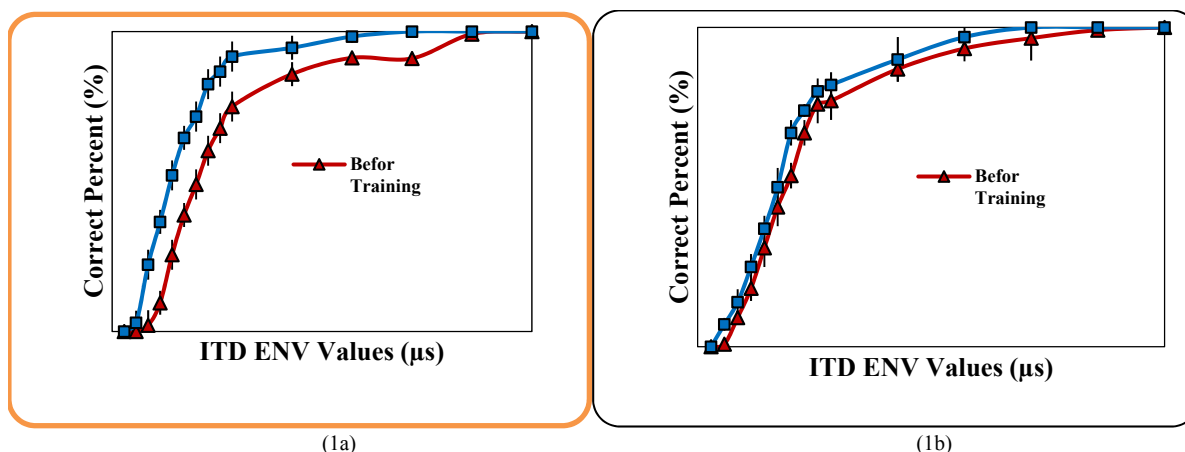 Correct Percent (%)
Befor
Training
ITD ENV Values (µs)
(1a)
Correct Percent (%)
Befor
Training
ITD ENV Values (µs)
(1b)